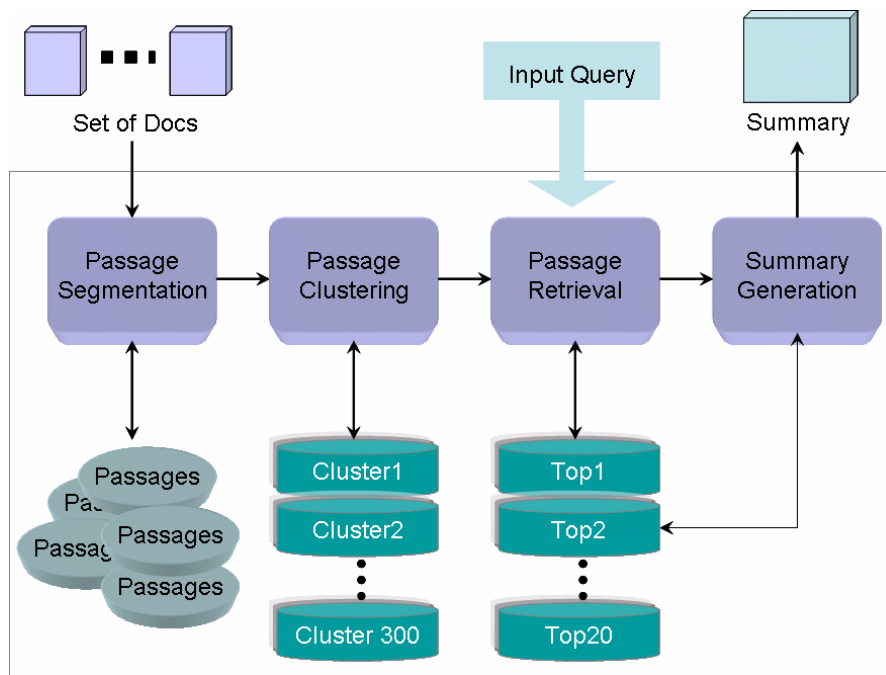 Input Query
Set of Docs
Summary
Passage
Segmentation
Passage
Clustering
Passage
Retrieval
Summary
Generation
Passages
Passages
Passages
Passages
Cluster1
Cluster2
Cluster 300
Top1
Top2
Top20